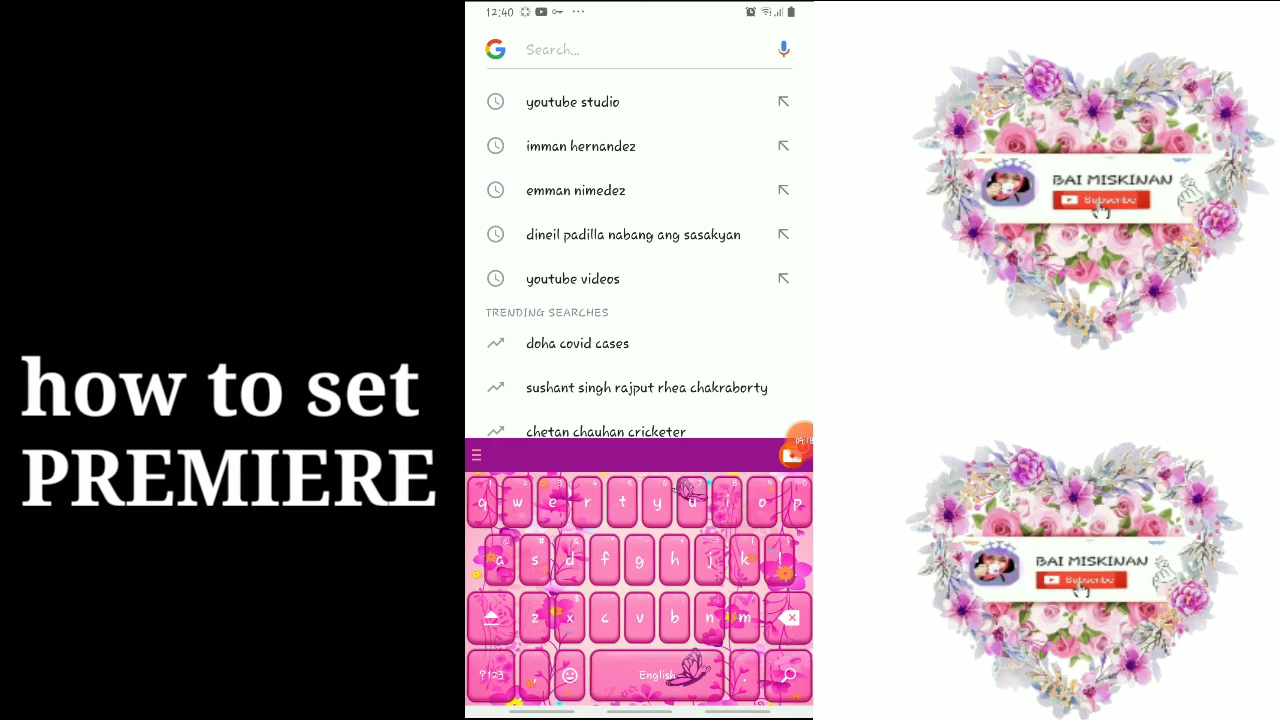 how to set
PREMIERE
12:40
Search...
youtube studio
imman hernandez
emman nimedez
dineil padilla nabang ang sasakyan
youtube videos
TRENDING SEARCHES
doha covid cases
sushant singh rajput rhea chakraborty
chetan chauhan cricketer
q w e r t y u i o p
a s d f g h j k l
z x c v b n m
?123 , English .
BAI MISKINAN
Subscribe
BAI MISKINAN
Subscribe